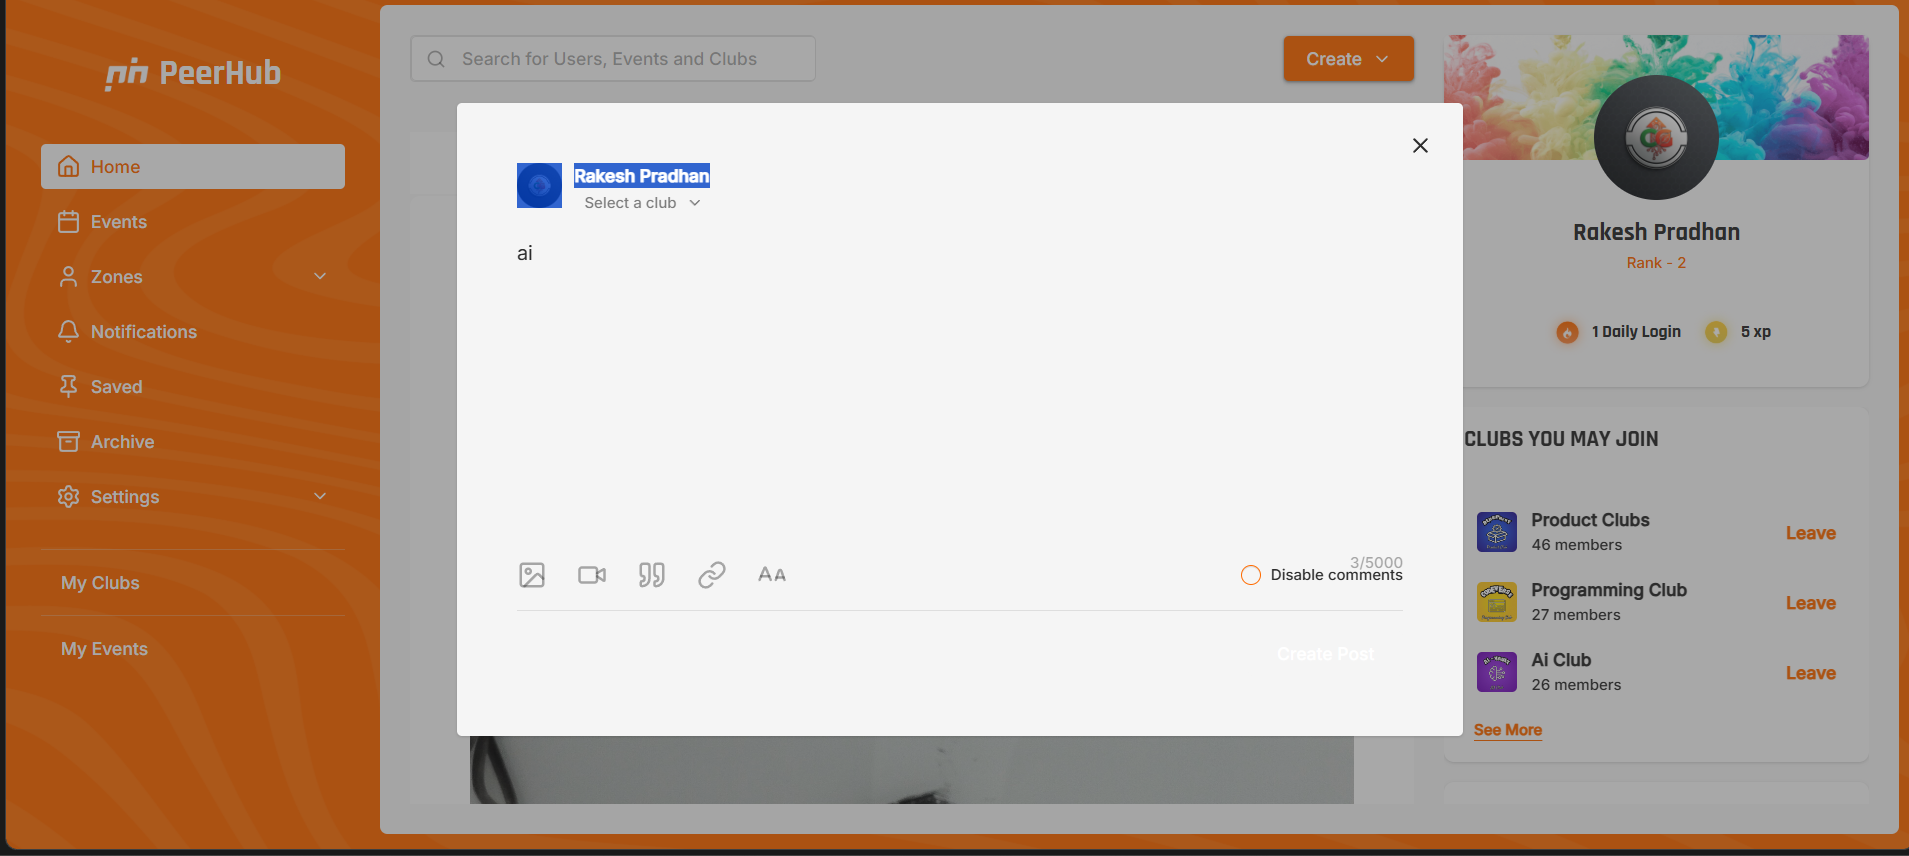 PeerHub
Home
Events
Zones
Notifications
Saved
Archive
Settings
My Clubs
My Events
Search for Users, Events and Clubs
Create
Rakesh Pradhan
Select a club
ai
3/5000
Disable comments
Create Post
Rakesh Pradhan
Rank - 2
1 Daily Login
5 xp
CLUBS YOU MAY JOIN
Product Clubs
46 members
Leave
Programming Club
27 members
Leave
Ai Club
26 members
Leave
See More